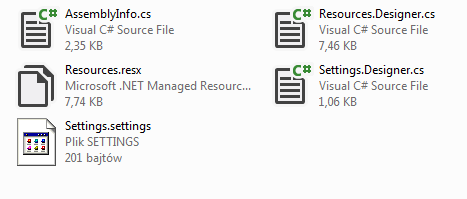 AssemblyInfo.cs
Visual C# Source File
2,35 KB
Resources.Designer.cs
Visual C# Source File
7,46 KB
Resources.resx
Microsoft .NET Managed Resourc...
7,74 KB
Settings.Designer.cs
Visual C# Source File
1,06 KB
Settings.settings
Plik SETTINGS
201 bajtów